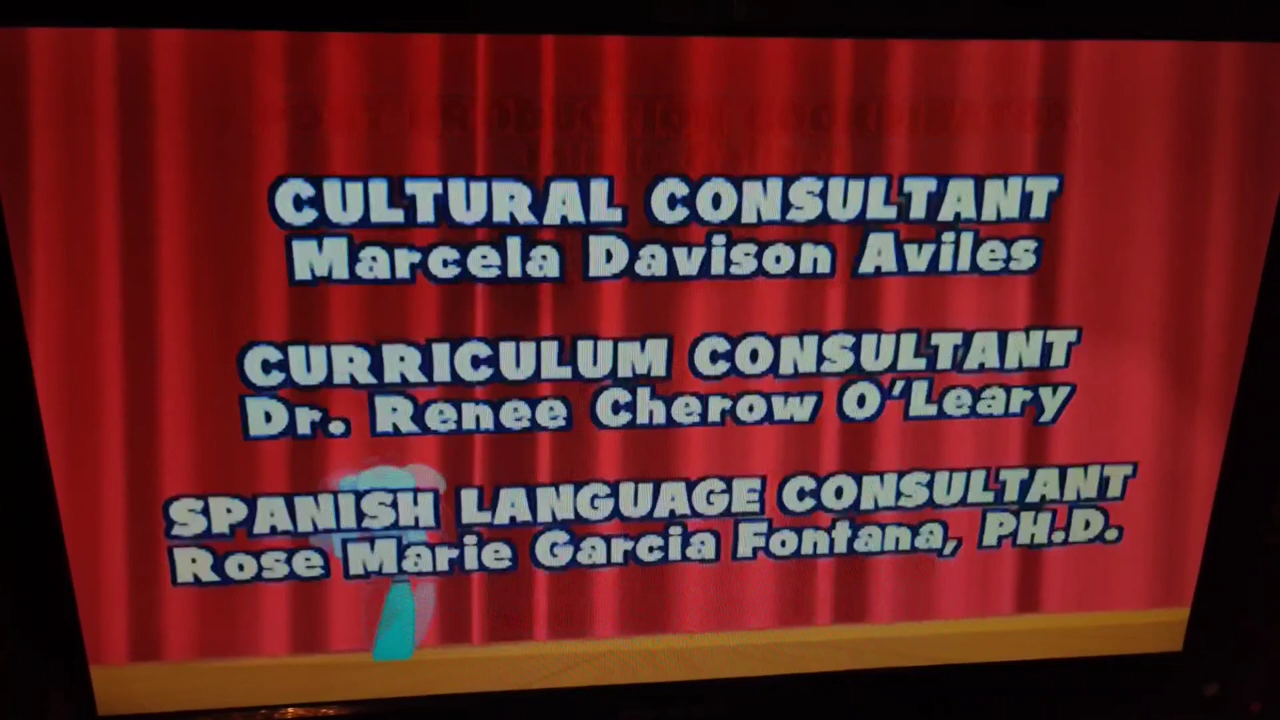 CULTURAL CONSULTANT
Marcela Davison Aviles
CURRICULUM CONSULTANT
Dr. Renee Cherow O'Leary
SPANISH LANGUAGE CONSULTANT
Rose Marie Garcia Fontana, PH.D.